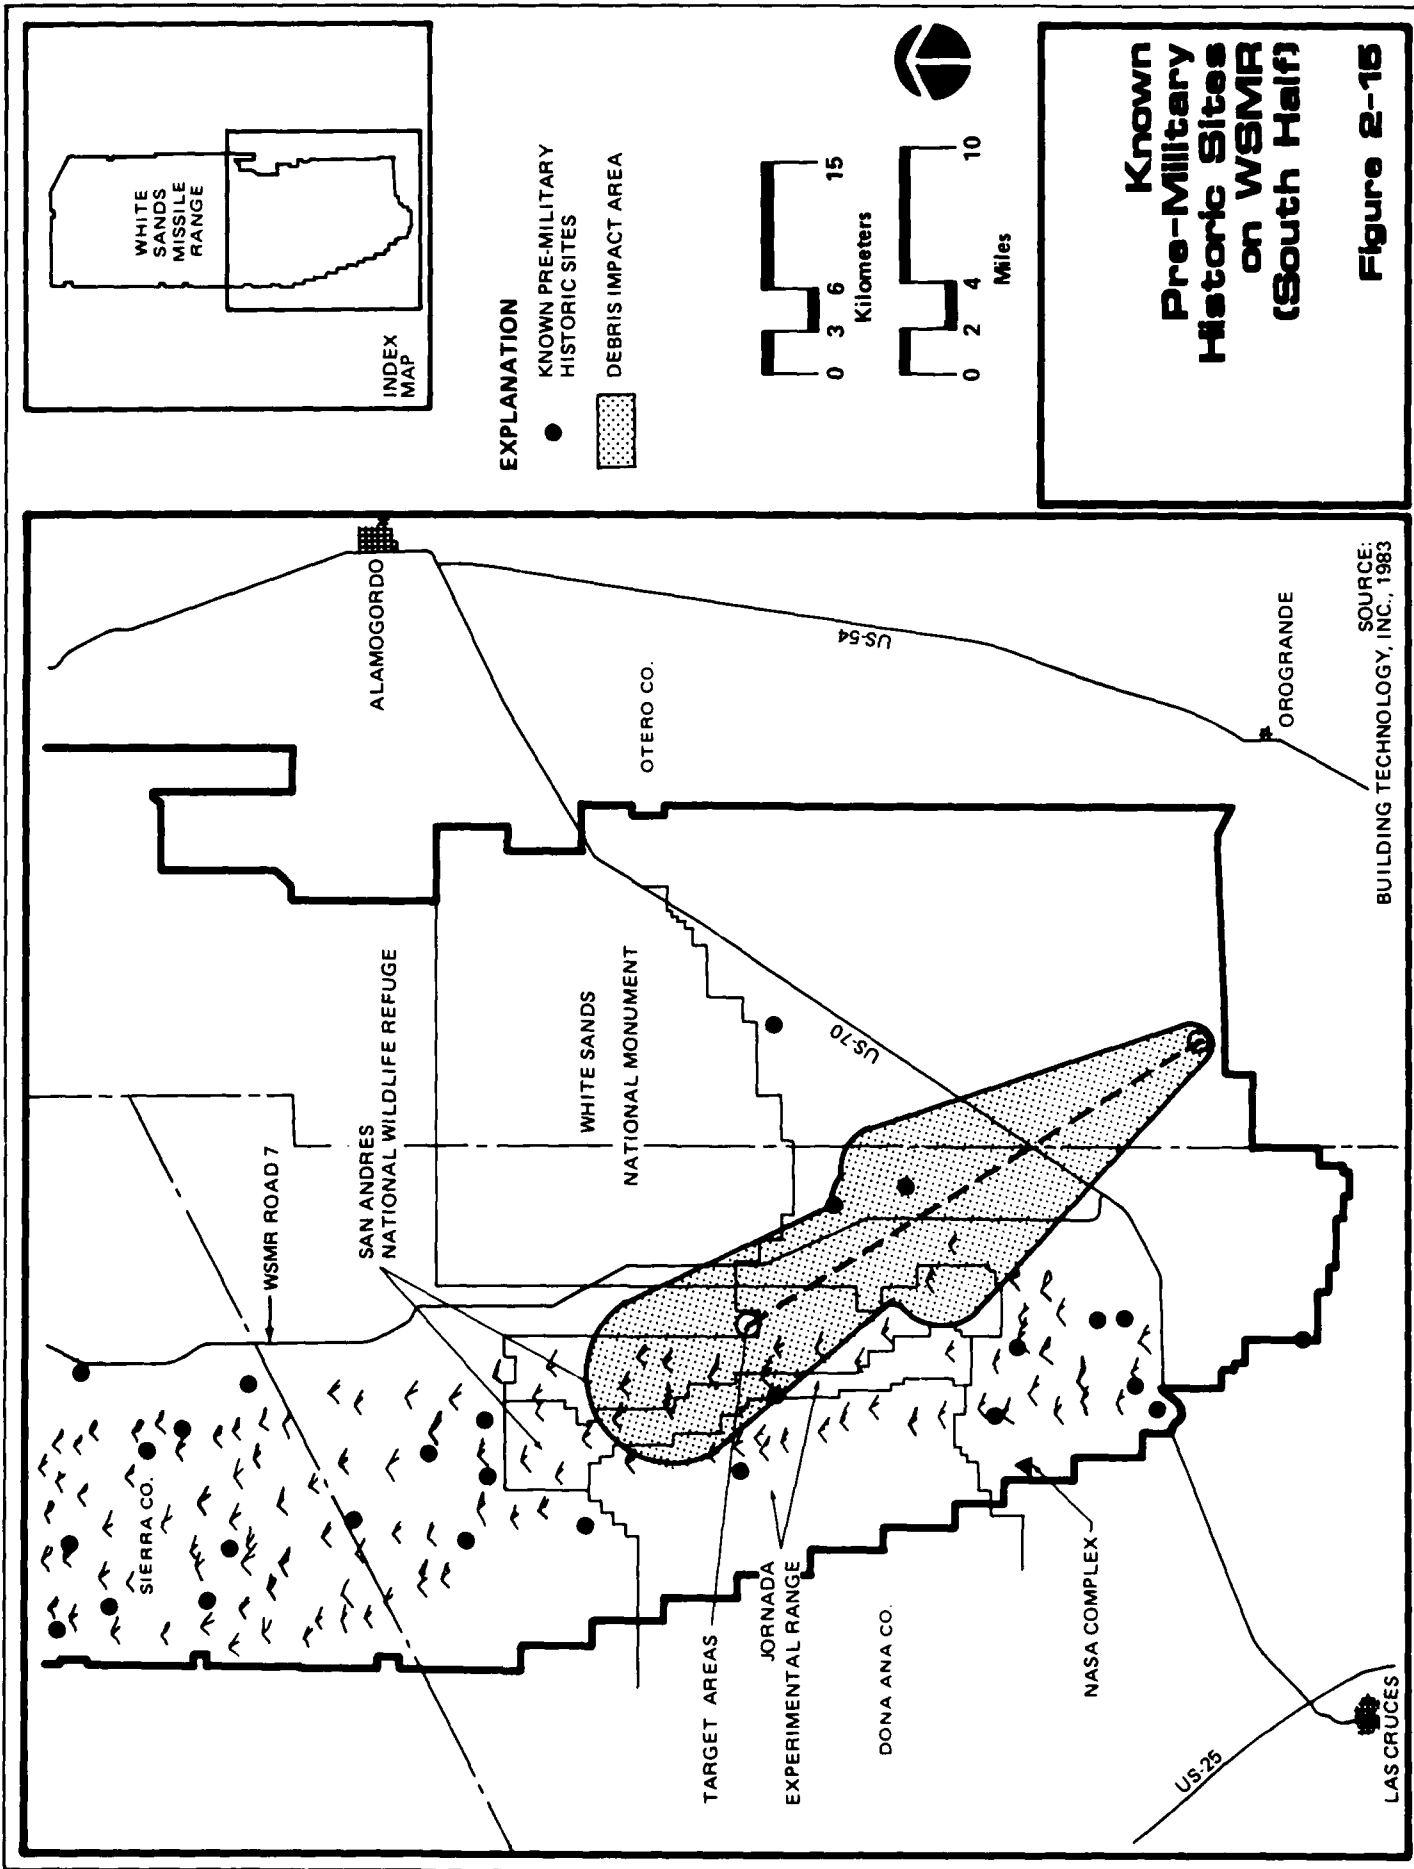 WHITE
SANDS
MISSILE
RANGE
INDEX
MAP
EXPLANATION
KNOWN PRE-MILITARY
HISTORIC SITES
DEBRIS IMPACT AREA
0 3 6 15
Kilometers
0 2 4 10
Miles
Known
Pre-Military
Historic Sites
on WSMR
(South Half)
Figure 2-15
ALAMOGORDO
US-54
OTERO CO.
OROGRANDE
SOURCE:
BUILDING TECHNOLOGY, INC., 1983
SAN ANDRES
NATIONAL WILDLIFE REFUGE
WHITE SANDS
NATIONAL MONUMENT
US-70
WSMR ROAD 7
SIERRA CO.
TARGET AREAS
JORNADA
EXPERIMENTAL RANGE
DONA ANA CO.
NASA COMPLEX
US-25
LAS CRUCES